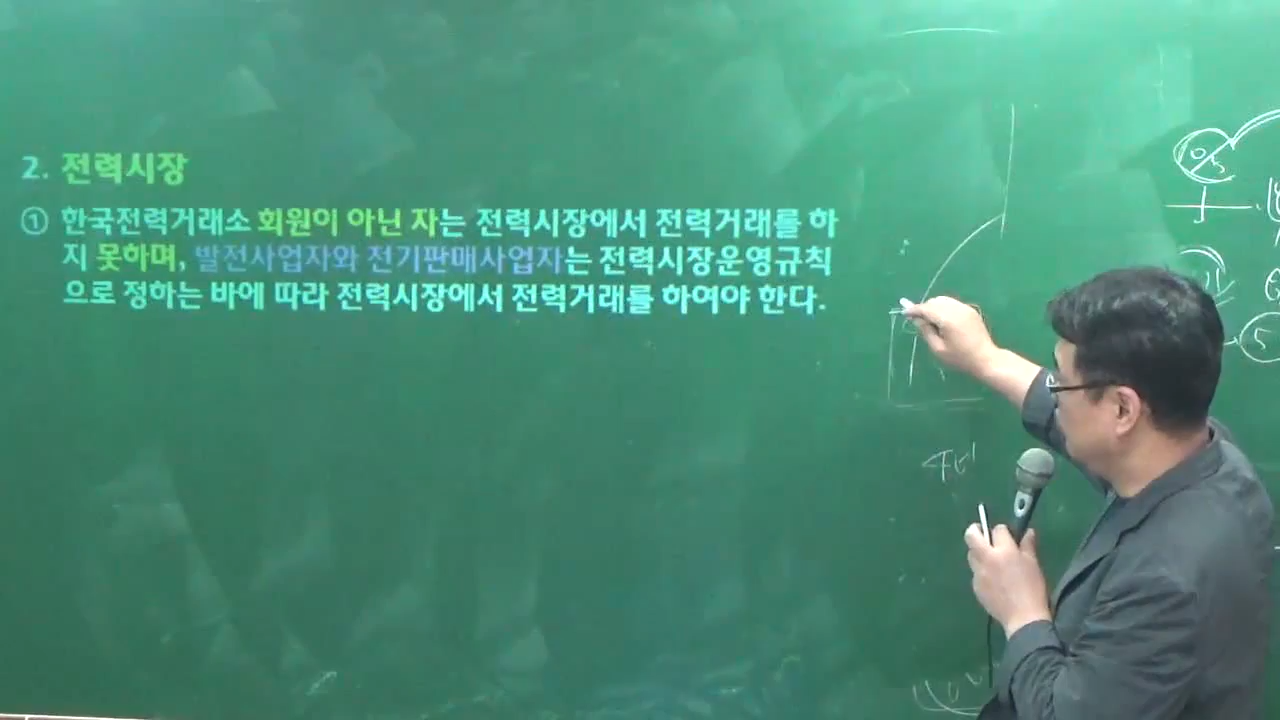 2. 전력시장
① 한국전력거래소 회원이 아닌 자는 전력시장에서 전력거래를 하
지 못하며, 발전사업자와 전기판매사업자는 전력시장운영규칙
으로 정하는 바에 따라 전력시장에서 전력거래를 하여야 한다.
5